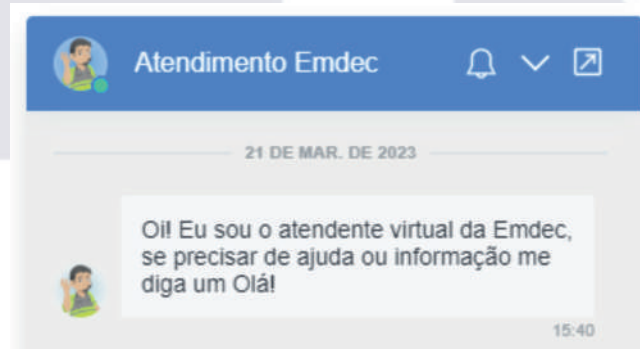 Atendimento Emdec
21 DE MAR. DE 2023
Oi! Eu sou o atendente virtual da Emdec,
se precisar de ajuda ou informação me
diga um Olá!
15:40